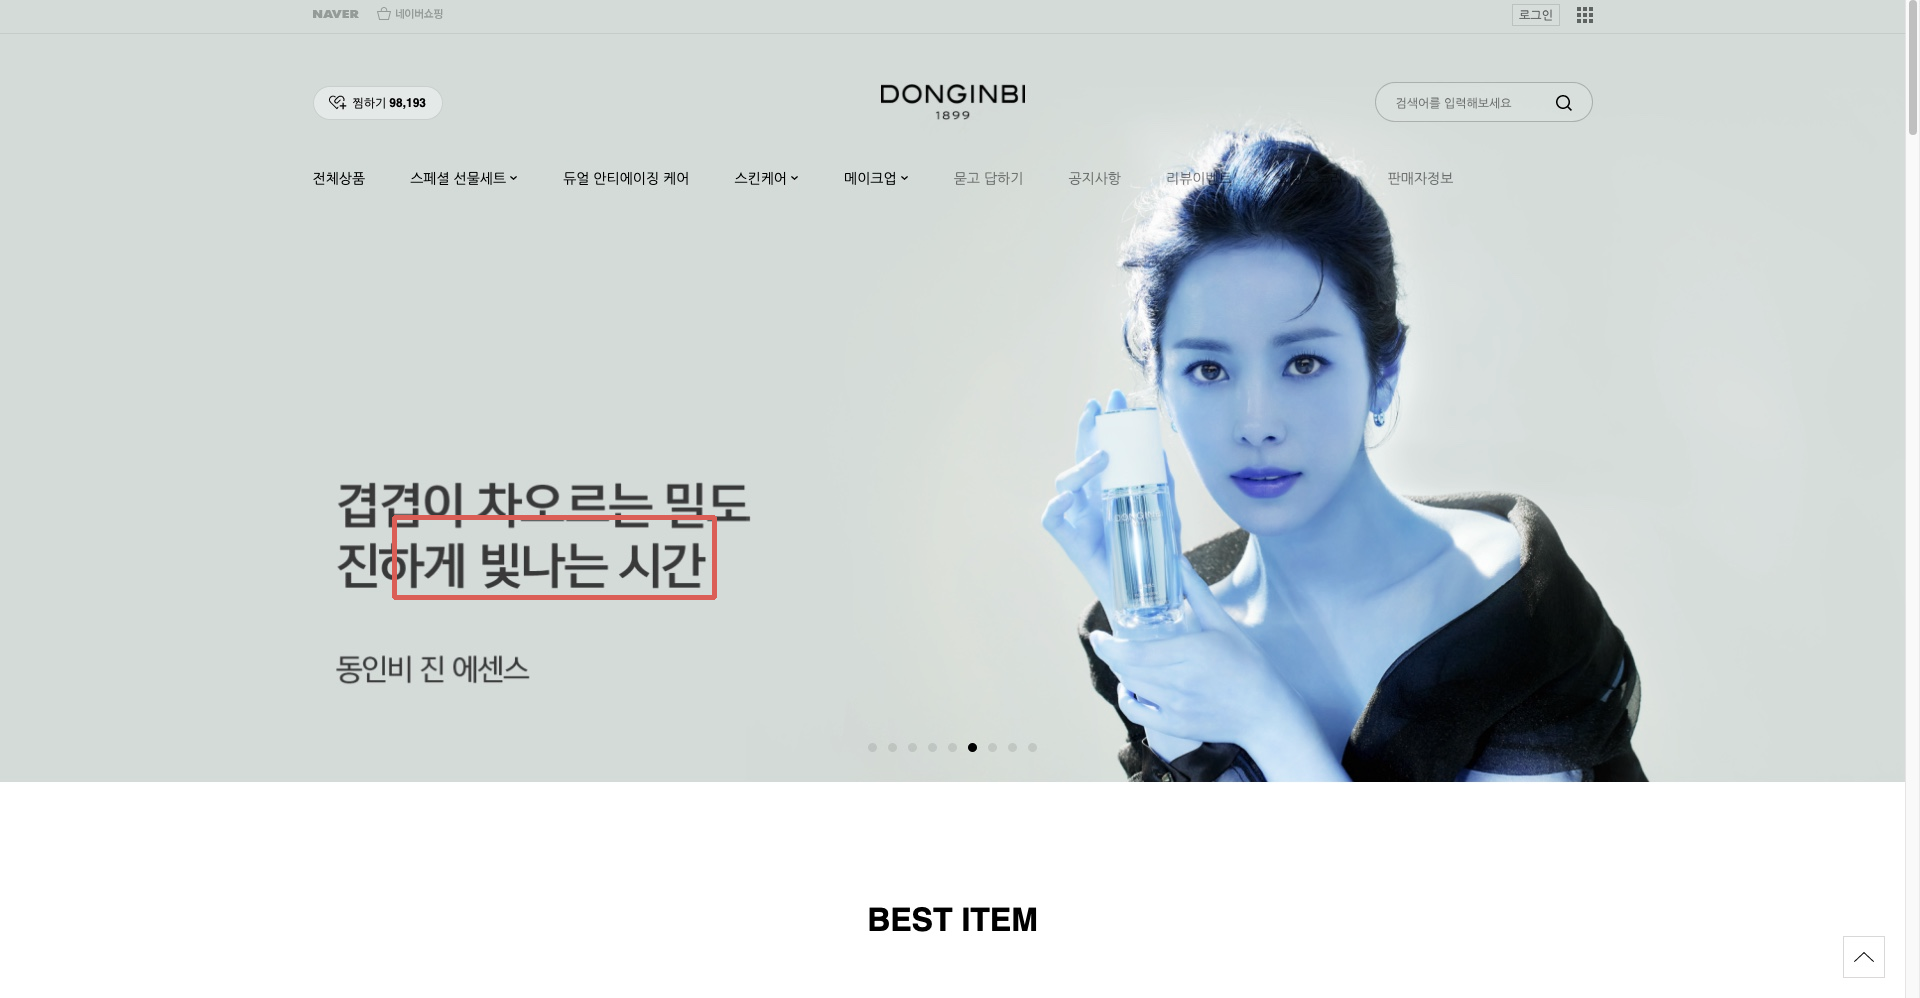 NAVER 네이버쇼핑 로그인
찜하기 98,193
DONGINBI
1899
검색어를 입력해보세요
전체상품 스페셜 선물세트 듀얼 안티에이징 케어 스킨케어 메이크업 묻고 답하기 공지사항 리뷰이벤트 판매자정보
겹겹이 차오르는 밀도
진하게 빛나는 시간
DONGINBI
동인비 진 에센스
BEST ITEM